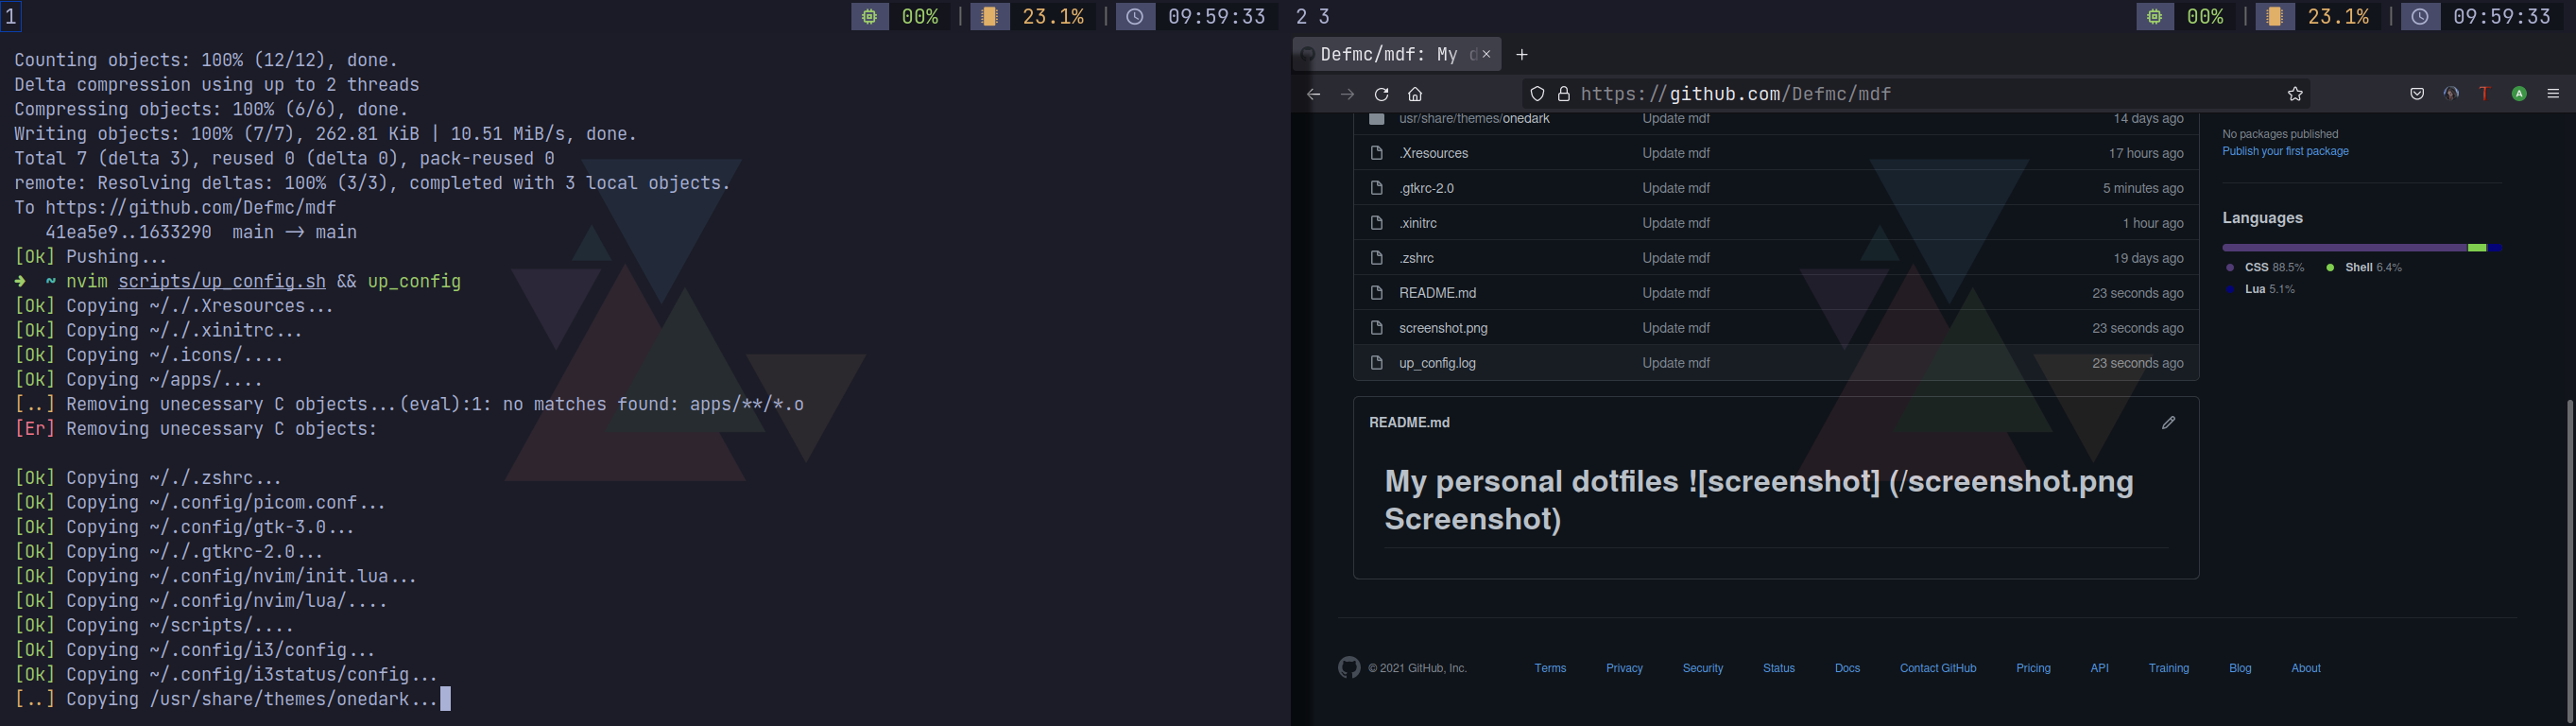 1
00% | 23.1% | 09:59:33
Counting objects: 100% (12/12), done.
Delta compression using up to 2 threads
Compressing objects: 100% (6/6), done.
Writing objects: 100% (7/7), 262.81 KiB | 10.51 MiB/s, done.
Total 7 (delta 3), reused 0 (delta 0), pack-reused 0
remote: Resolving deltas: 100% (3/3), completed with 3 local objects.
To https://github.com/Defmc/mdf
41ea5e9..1633290 main -> main
[Ok] Pushing...
➜ ~ nvim scripts/up_config.sh && up_config
[Ok] Copying ~/./.Xresources...
[Ok] Copying ~/./.xinitrc...
[Ok] Copying ~/.icons/....
[Ok] Copying ~/apps/....
[..] Removing unecessary C objects...(eval):1: no matches found: apps/**/*.o
[Er] Removing unecessary C objects:
[Ok] Copying ~/./.zshrc...
[Ok] Copying ~/.config/picom.conf...
[Ok] Copying ~/.config/gtk-3.0...
[Ok] Copying ~/./.gtkrc-2.0...
[Ok] Copying ~/.config/nvim/init.lua...
[Ok] Copying ~/.config/nvim/lua/....
[Ok] Copying ~/scripts/....
[Ok] Copying ~/.config/i3/config...
[Ok] Copying ~/.config/i3status/config...
[..] Copying /usr/share/themes/onedark...
2 3
00% | 23.1% | 09:59:33
Defmc/mdf: My d
https://github.com/Defmc/mdf
usr/share/themes/onedark Update mdf 14 days ago
.Xresources Update mdf 17 hours ago
.gtkrc-2.0 Update mdf 5 minutes ago
.xinitrc Update mdf 1 hour ago
.zshrc Update mdf 19 days ago
README.md Update mdf 23 seconds ago
screenshot.png Update mdf 23 seconds ago
up_config.log Update mdf 23 seconds ago
README.md
My personal dotfiles ![screenshot] (/screenshot.png
Screenshot)
No packages published
Publish your first package
Languages
CSS 88.5% Shell 6.4%
Lua 5.1%
© 2021 GitHub, Inc. Terms Privacy Security Status Docs Contact GitHub Pricing API Training Blog About